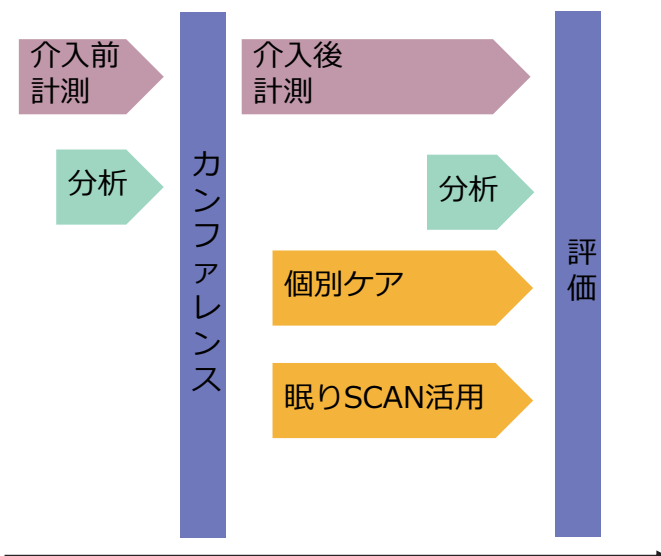 介入前
計測
介入後
計測
分析
カンファレンス
分析
個別ケア
評価
眠りSCAN活用